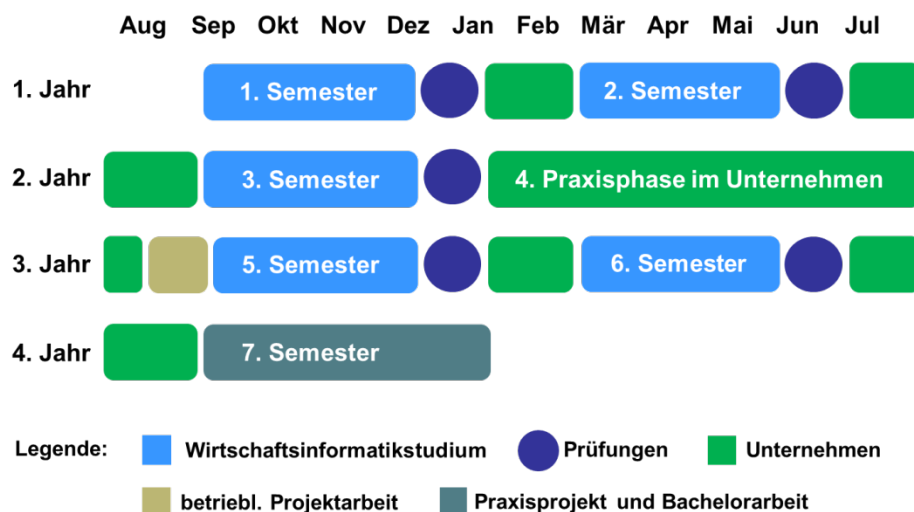 Aug Sep Okt Nov Dez Jan Feb Mär Apr Mai Jun Jul
1. Jahr 1. Semester 2. Semester
2. Jahr 3. Semester 4. Praxisphase im Unternehmen
3. Jahr 5. Semester 6. Semester
4. Jahr 7. Semester
Legende: Wirtschaftsinformatikstudium Prüfungen Unternehmen
betriebl. Projektarbeit Praxisprojekt und Bachelorarbeit